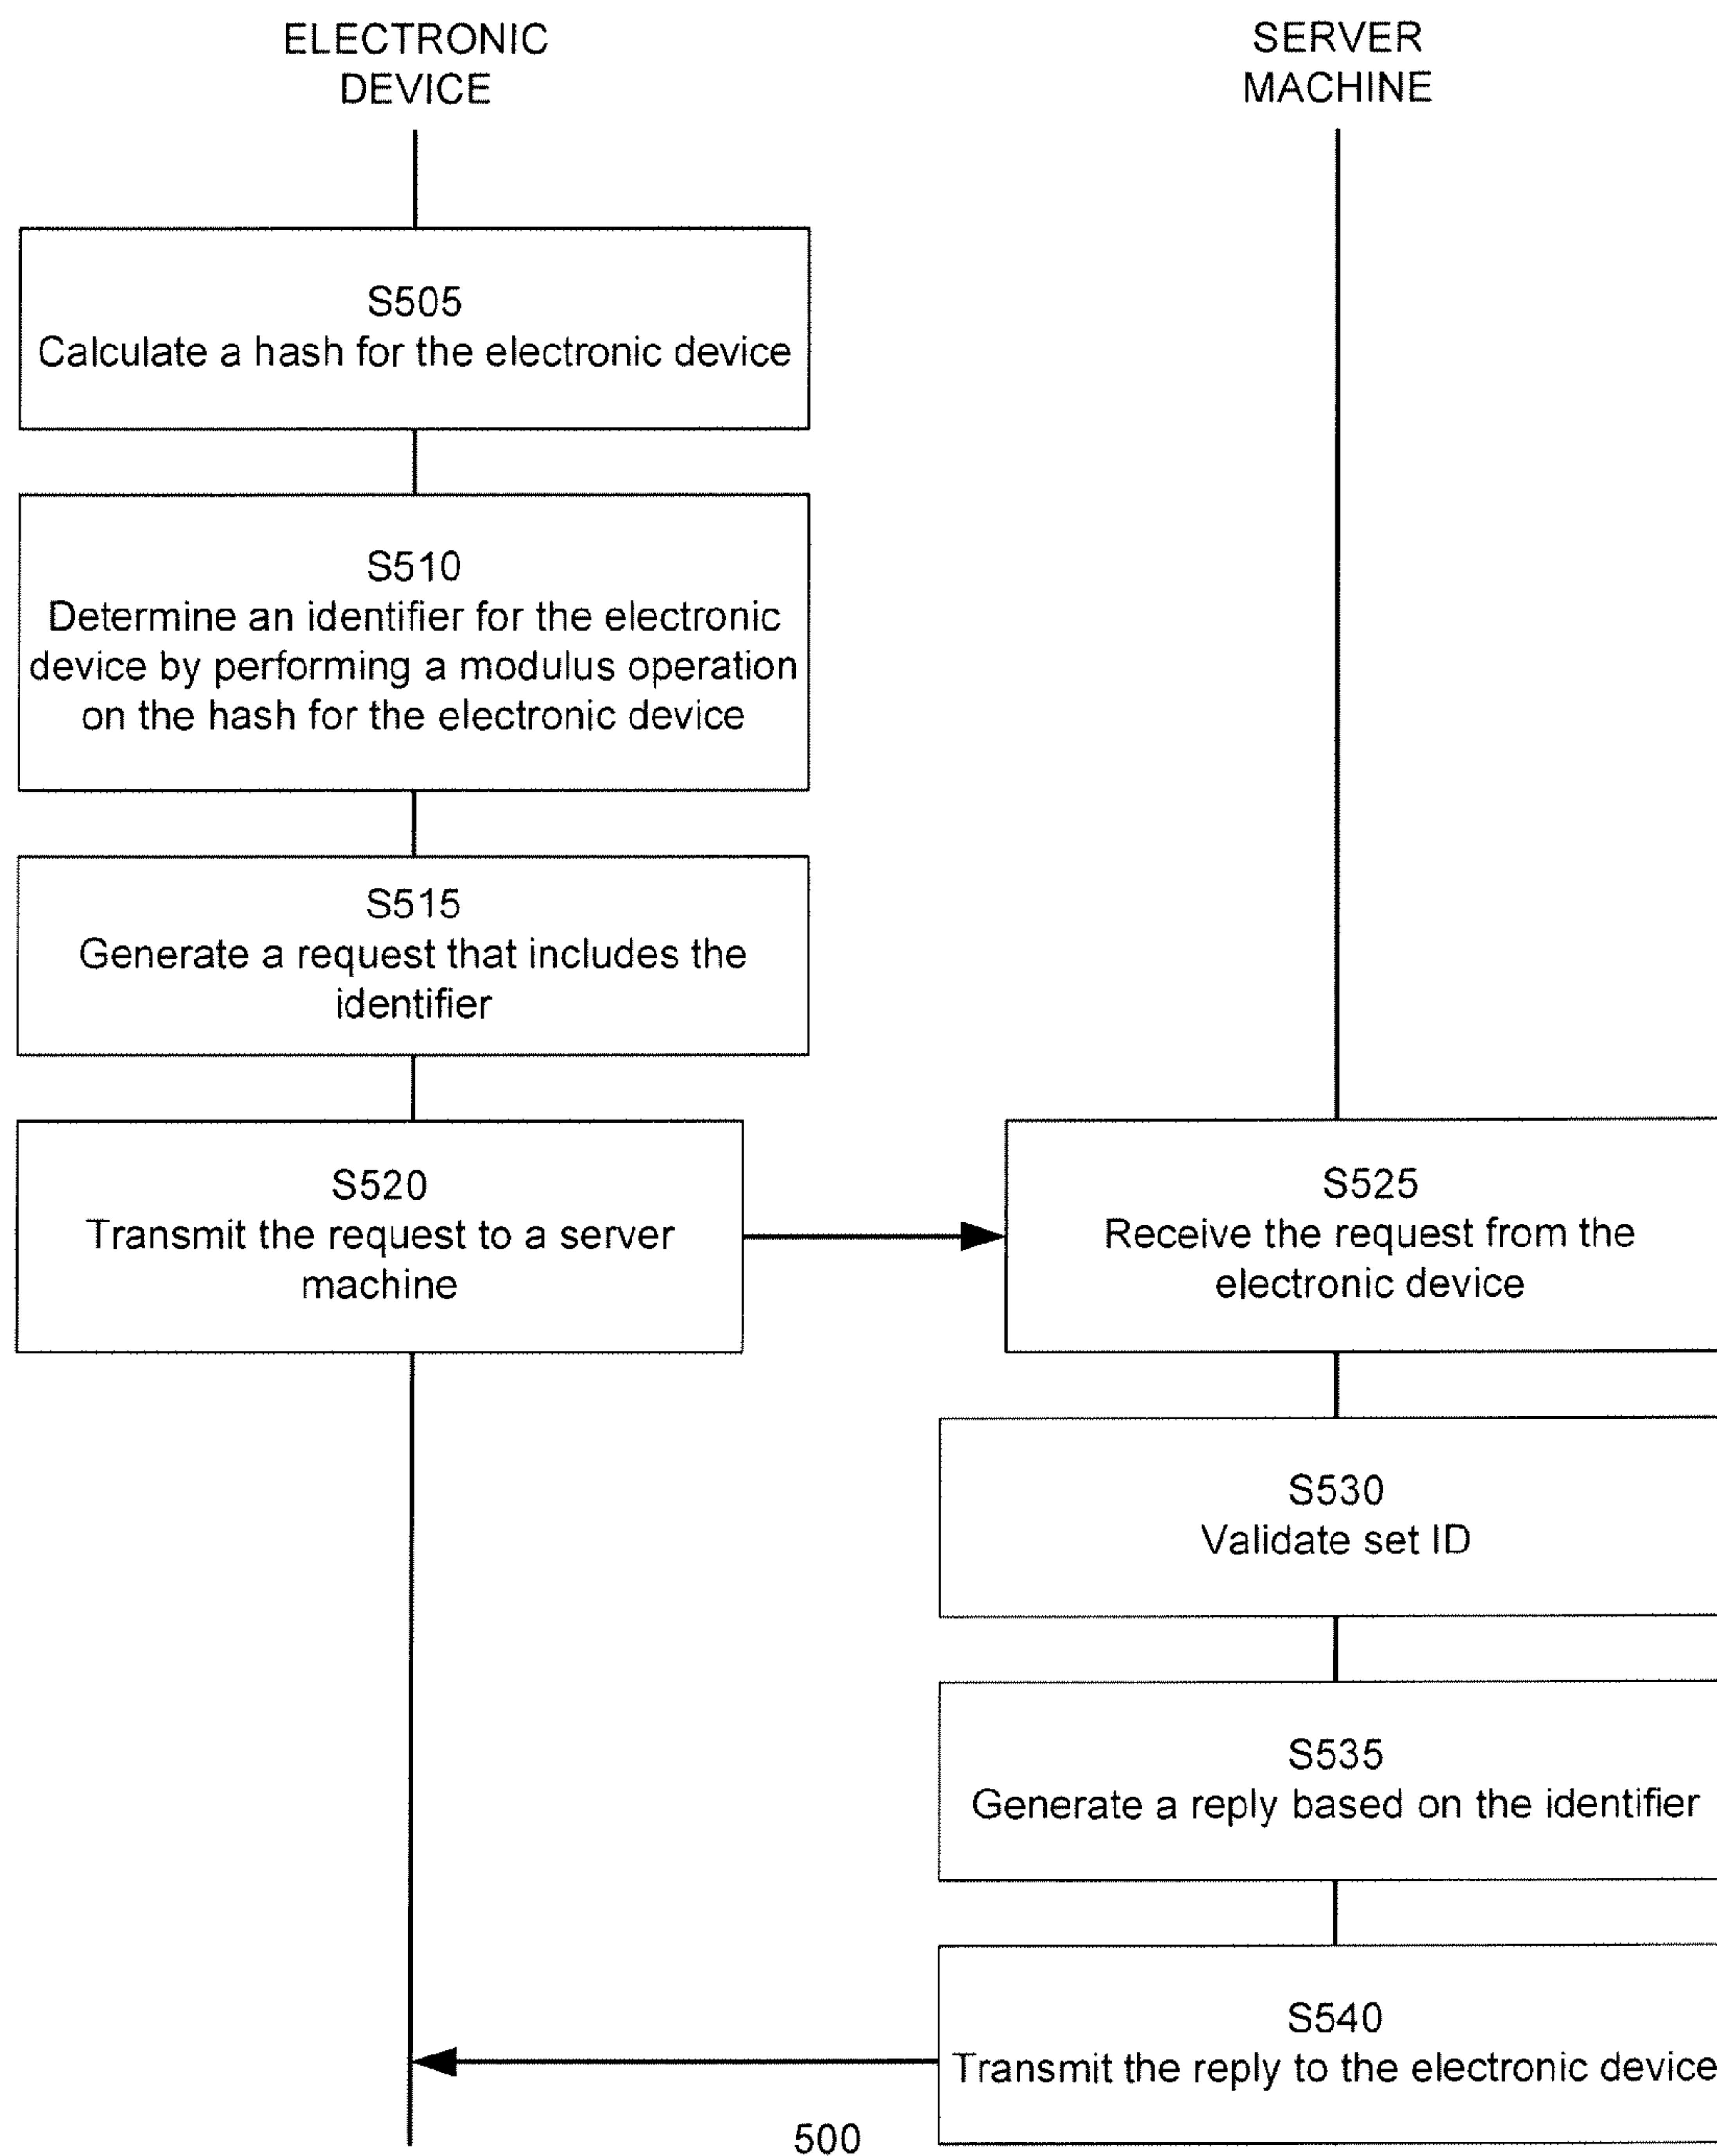 ELECTRONIC
DEVICE
SERVER
MACHINE
S505
Calculate a hash for the electronic device
S510
Determine an identifier for the electronic
device by performing a modulus operation
on the hash for the electronic device
S515
Generate a request that includes the
identifier
S520
Transmit the request to a server
machine
S525
Receive the request from the
electronic device
S530
Validate set ID
S535
Generate a reply based on the identifier
S540
Transmit the reply to the electronic device
500